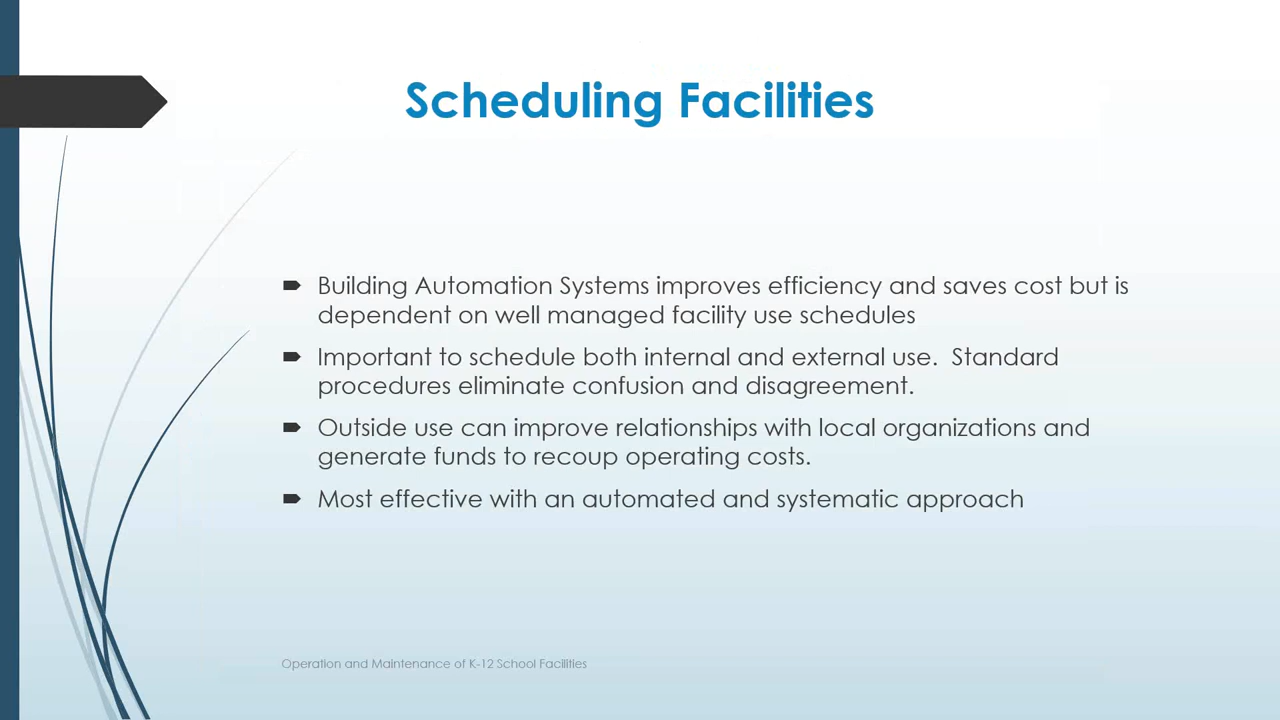 Scheduling Facilities
Building Automation Systems improves efficiency and saves cost but is
dependent on well managed facility use schedules
Important to schedule both internal and external use.  Standard
procedures eliminate confusion and disagreement.
Outside use can improve relationships with local organizations and
generate funds to recoup operating costs.
Most effective with an automated and systematic approach
Operation and Maintenance of K-12 School Facilities